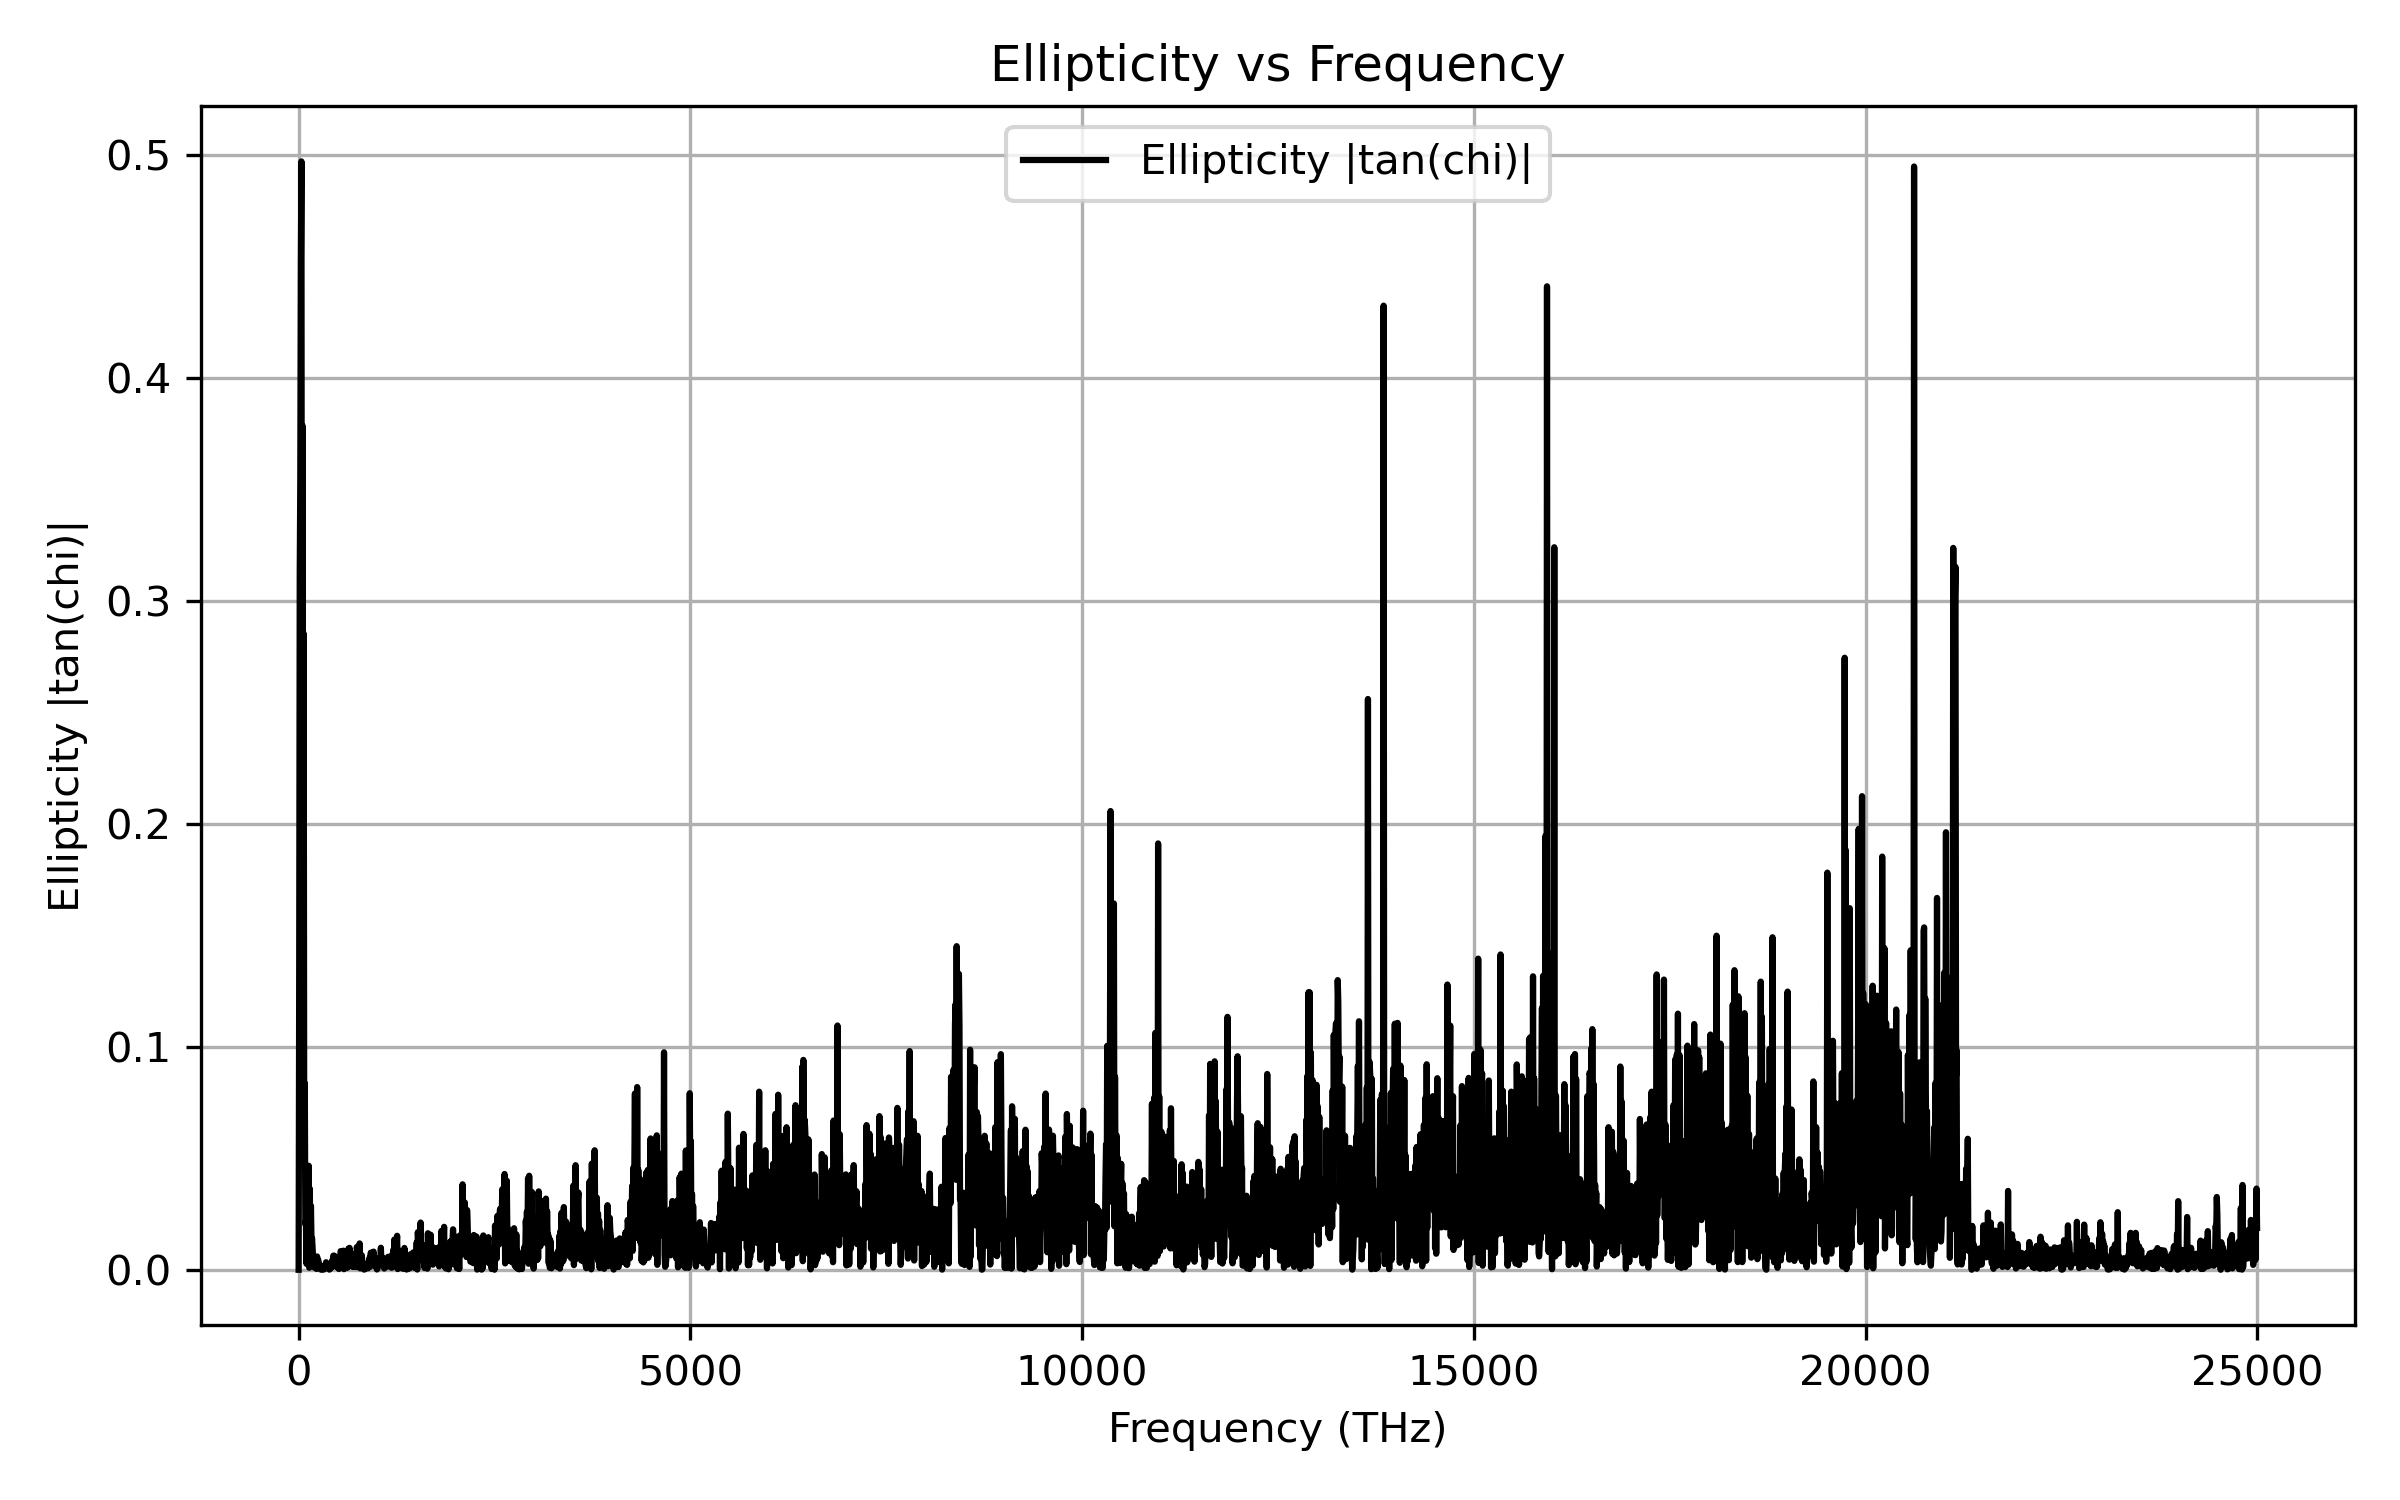 Ellipticity vs Frequency
Ellipticity |tan(chi)|
Ellipticity |tan(chi)|
0.5
0.4
0.3
0.2
0.1
0.0
0 5000 10000 15000 20000 25000
Frequency (THz)